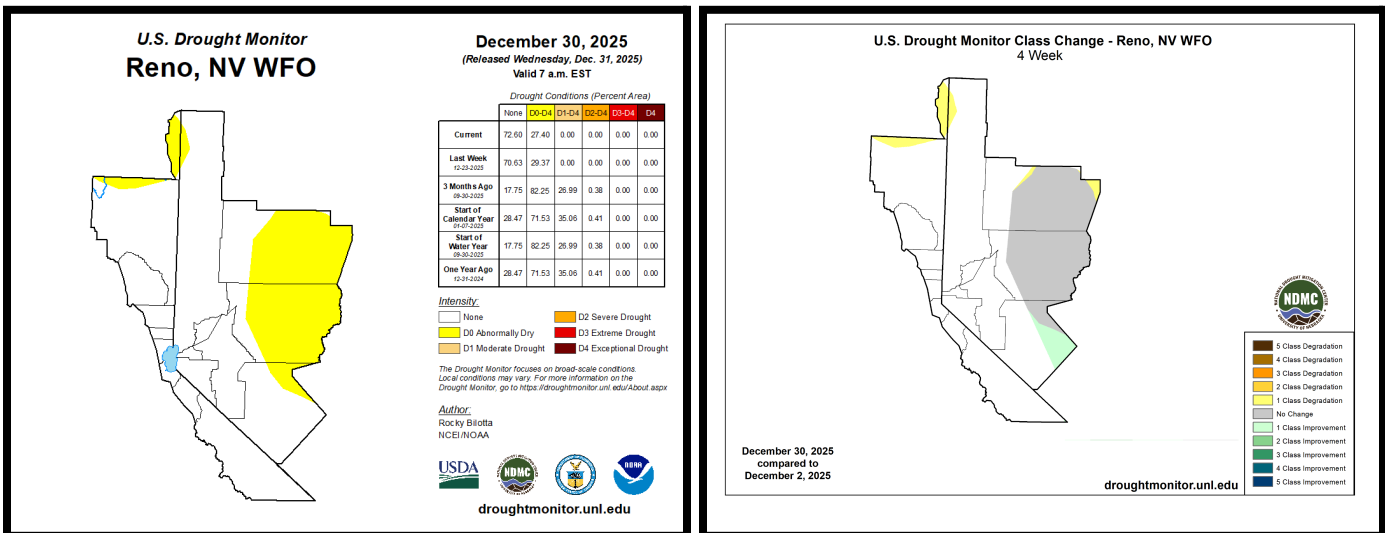 U.S. Drought Monitor
Reno, NV WFO
December 30, 2025
(Released Wednesday, Dec. 31, 2025)
Valid 7 a.m. EST
Drought Conditions (Percent Area)
None D0-D4 D1-D4 D2-D4 D3-D4 D4
Current 72.60 27.40 0.00 0.00 0.00 0.00
Last Week 70.63 29.37 0.00 0.00 0.00 0.00
12-23-2025
3 Months Ago 17.75 82.25 26.99 0.38 0.00 0.00
09-30-2025
Start of
Calendar Year 28.47 71.53 35.06 0.41 0.00 0.00
01-07-2025
Start of
Water Year 17.75 82.25 26.99 0.38 0.00 0.00
09-30-2025
One Year Ago 28.47 71.53 35.06 0.41 0.00 0.00
12-31-2024
Intensity:
None
D0 Abnormally Dry
D1 Moderate Drought
D2 Severe Drought
D3 Extreme Drought
D4 Exceptional Drought
The Drought Monitor focuses on broad-scale conditions.
Local conditions may vary. For more information on the
Drought Monitor, go to https://droughtmonitor.unl.edu/About.aspx
Author:
Rocky Bilotta
NCEI/NOAA
USDA
NDMC
NOAA
droughtmonitor.unl.edu
U.S. Drought Monitor Class Change - Reno, NV WFO
4 Week
NATIONAL DROUGHT MITIGATION CENTER
NDMC
UNIVERSITY OF NEBRASKA
5 Class Degradation
4 Class Degradation
3 Class Degradation
2 Class Degradation
1 Class Degradation
No Change
1 Class Improvement
2 Class Improvement
3 Class Improvement
4 Class Improvement
5 Class Improvement
December 30, 2025
compared to
December 2, 2025
droughtmonitor.unl.edu